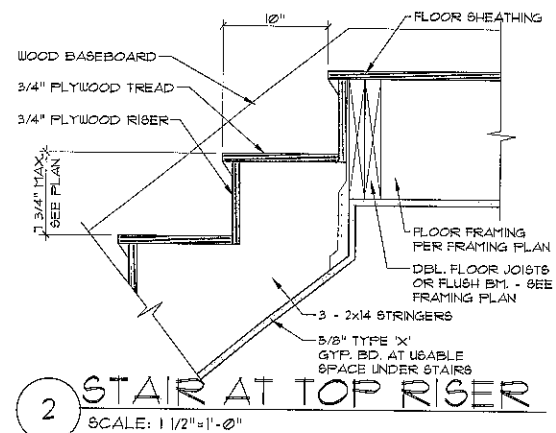 10"
FLOOR SHEATHING
WOOD BASEBOARD
3/4" PLYWOOD TREAD
3/4" PLYWOOD RISER
7 3/4" MAX.
SEE PLAN
FLOOR FRAMING
PER FRAMING PLAN
DBL. FLOOR JOISTS
OR FLUSH BM. - SEE
FRAMING PLAN
3 - 2x14 STRINGERS
5/8" TYPE 'X'
GYP. BD. AT USABLE
SPACE UNDER STAIRS
2 STAIR AT TOP RISER
SCALE: 1 1/2"=1'-0"